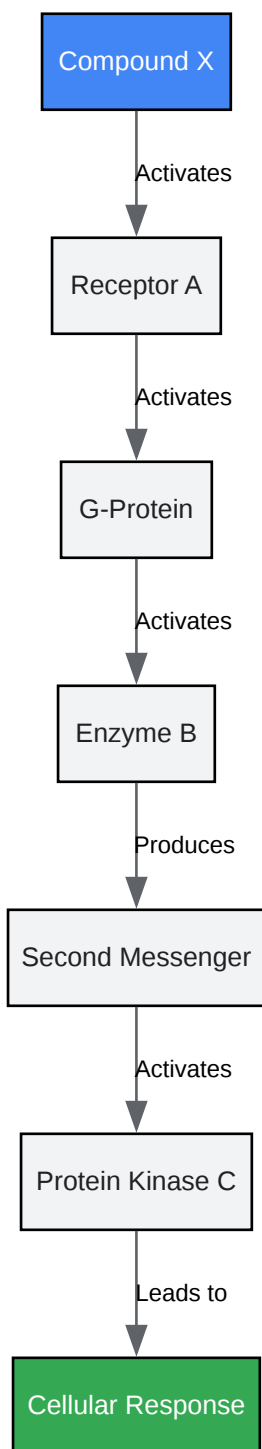 Compound X
Activates
Receptor A
Activates
G-Protein
Activates
Enzyme B
Produces
Second Messenger
Activates
Protein Kinase C
Leads to
Cellular Response